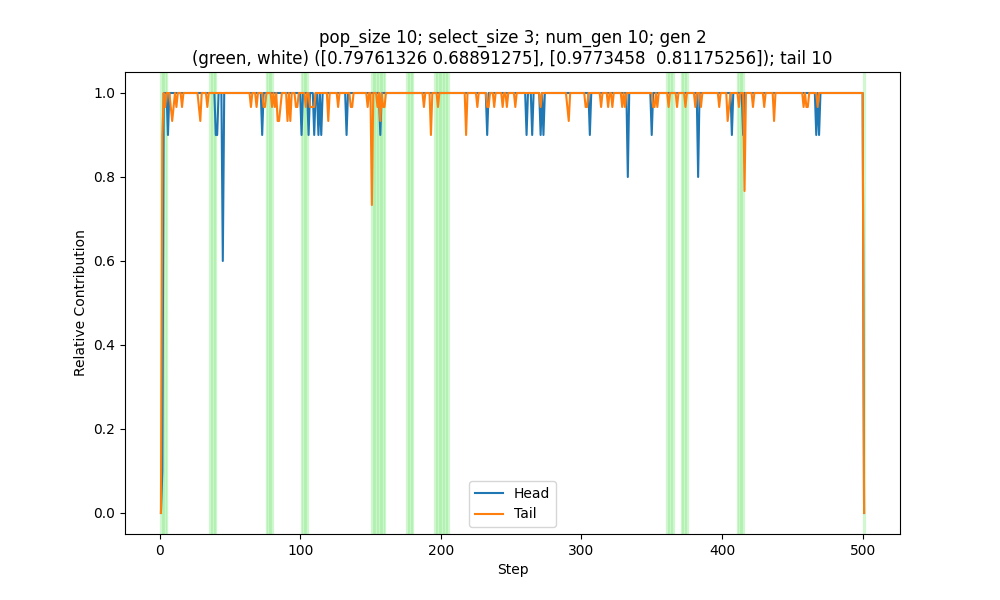 pop_size 10; select_size 3; num_gen 10; gen 2
(green, white) ([0.79761326 0.68891275], [0.9773458  0.81175256]); tail 10
1.0
0.8
0.6
0.4
0.2
0.0
Relative Contribution
Head
Tail
0
100
200
300
400
500
Step